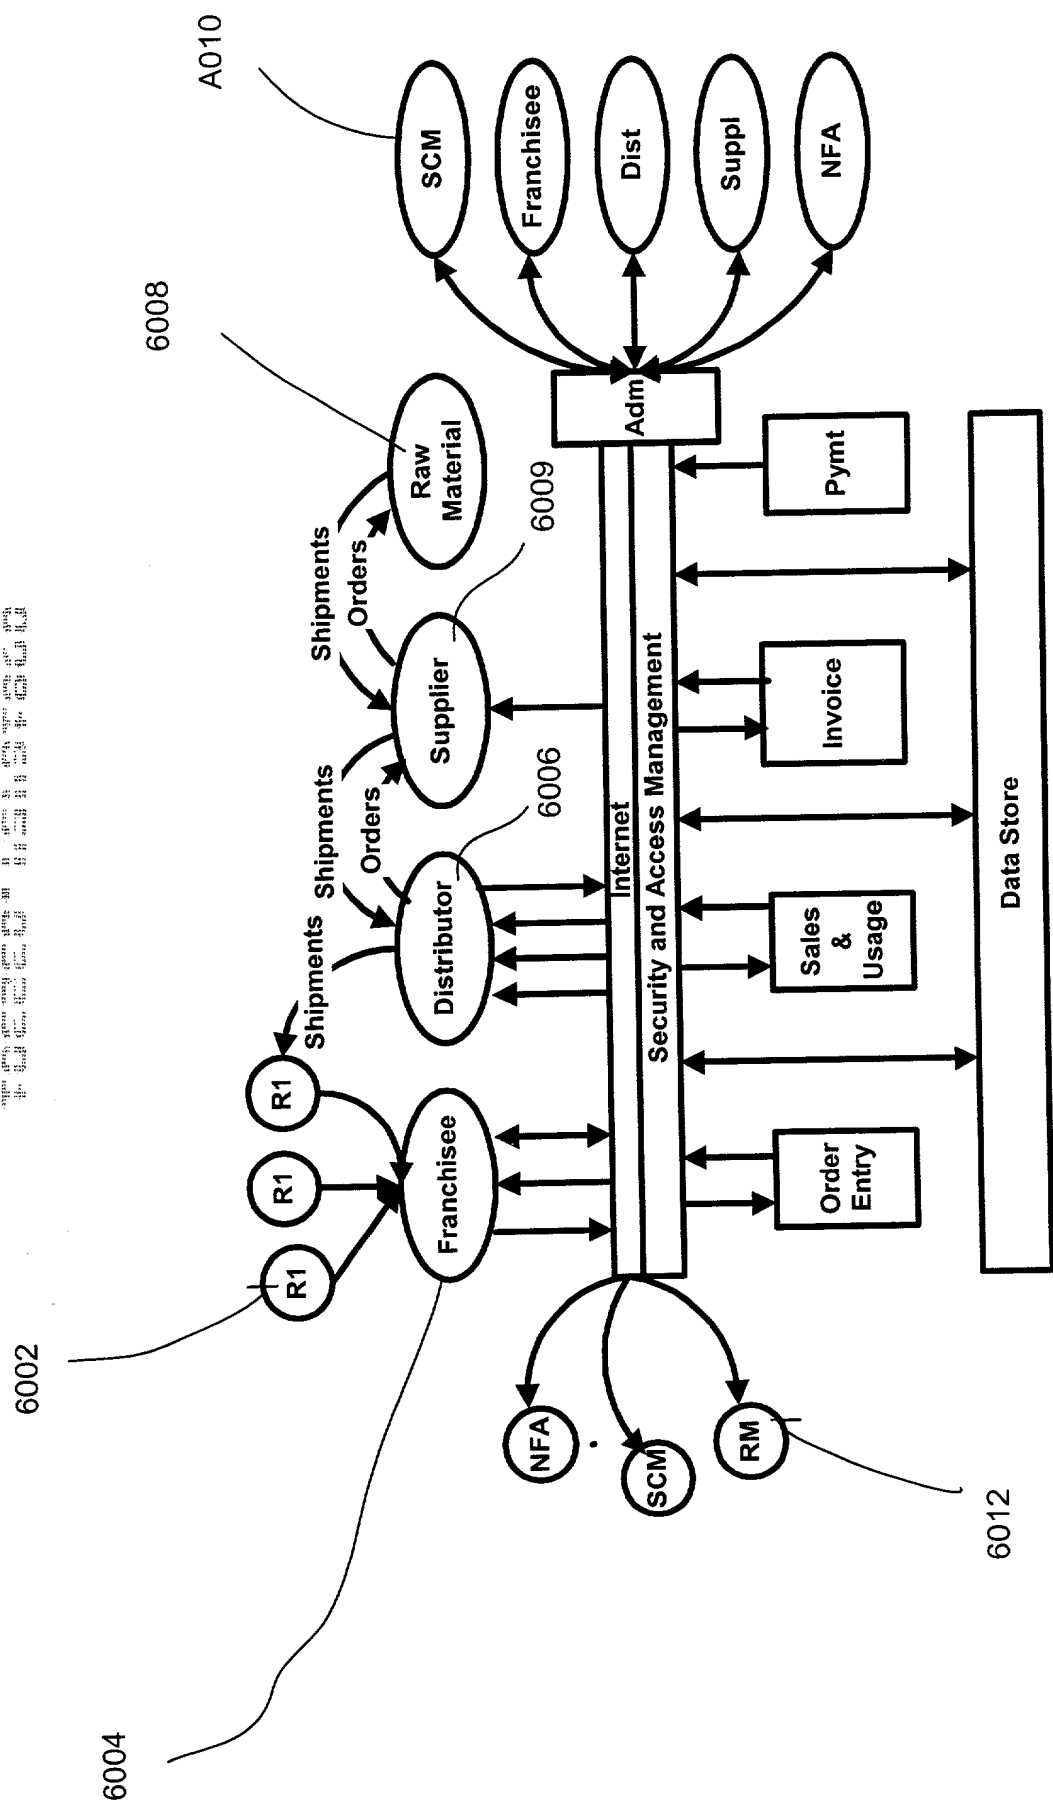 6002
6004
6008
A010
R1
R1
R1
Shipments
Shipments
Shipments
Orders
Orders
Franchisee
Distributor
Supplier
Raw
Material
6006
6009
SCM
Franchisee
Dist
Suppl
NFA
NFA
SCM
RM
6012
Internet
Security and Access Management
Adm
Order
Entry
Sales
&
Usage
Invoice
Pymt
Data Store